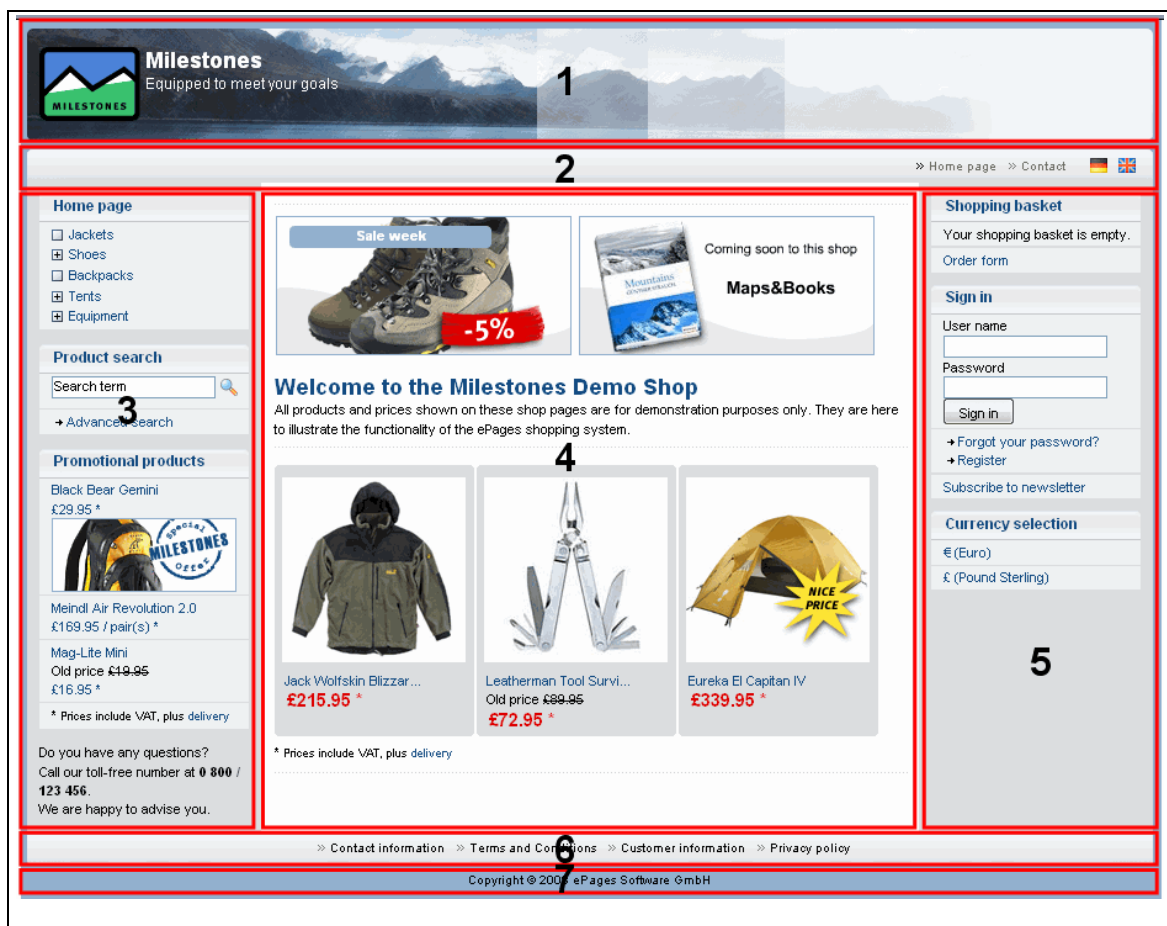 Milestones
Equipped to meet your goals
MILESTONES
1
2
» Home page » Contact
Home page
Jackets
Shoes
Backpacks
Tents
Equipment
Product search
Search term
3
Advanced search
Promotional products
Black Bear Gemini
£29.95 *
Special
MILESTONES
Offer
Meindl Air Revolution 2.0
£169.95 / pair(s) *
Mag-Lite Mini
Old price £19.95
£16.95 *
* Prices include VAT, plus delivery
Do you have any questions?
Call our toll-free number at 0 800 /
123 456.
We are happy to advise you.
Sale week
-5%
Coming soon to this shop
Maps&Books
Mountains
Welcome to the Milestones Demo Shop
All products and prices shown on these shop pages are for demonstration purposes only. They are here
to illustrate the functionality of the ePages shopping system.
4
NICE
PRICE
Jack Wolfskin Blizzar...
£215.95 *
Leatherman Tool Survi...
Old price £89.95
£72.95 *
Eureka El Capitan IV
£339.95 *
* Prices include VAT, plus delivery
Shopping basket
Your shopping basket is empty.
Order form
Sign in
User name
Password
Sign in
Forgot your password?
Register
Subscribe to newsletter
Currency selection
€ (Euro)
£ (Pound Sterling)
5
» Contact information » Terms and Conditions » Customer information » Privacy policy
6
Copyright © ePages Software GmbH
7